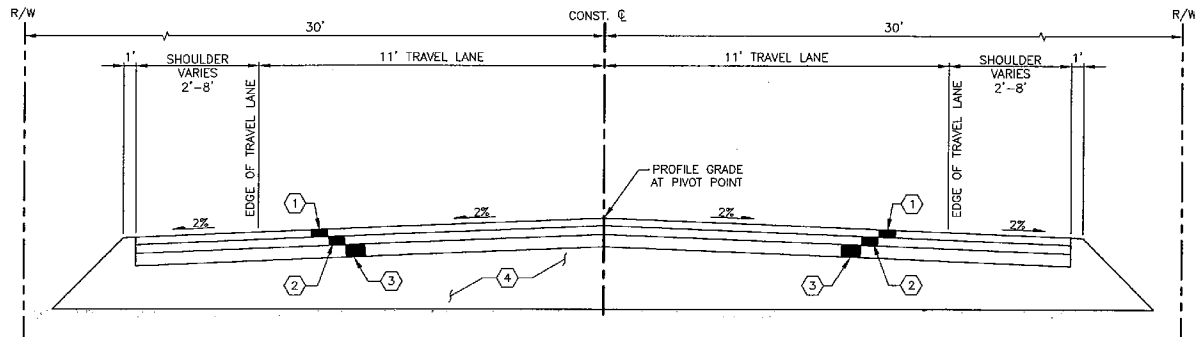 R/W
CONST. ℄
R/W
30'
30'
1'
SHOULDER
VARIES
2'-8'
11' TRAVEL LANE
11' TRAVEL LANE
SHOULDER
VARIES
2'-8'
1'
EDGE OF TRAVEL LANE
EDGE OF TRAVEL LANE
PROFILE GRADE
AT PIVOT POINT
1
1
2%
2%
2%
2%
2
3
4
3
2